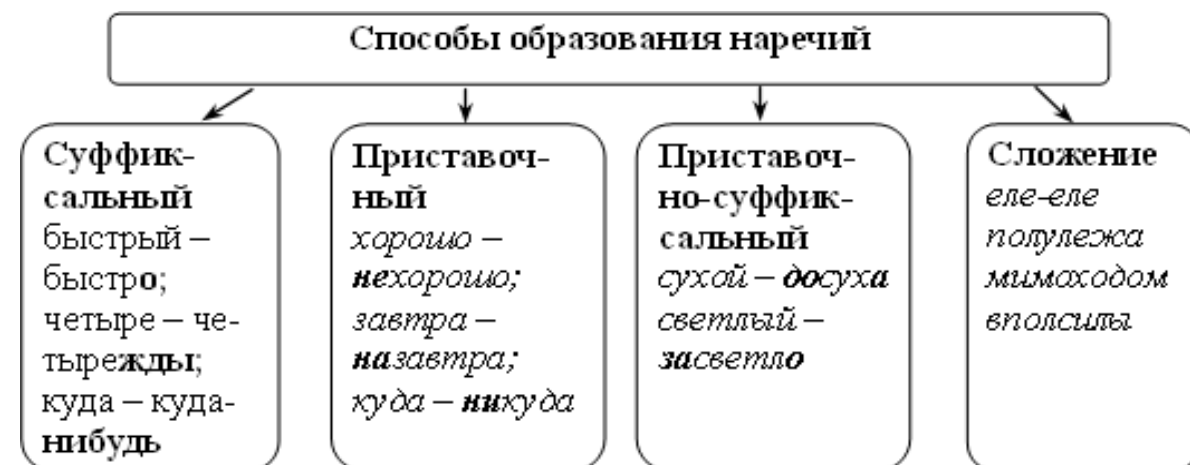 Способы образования наречий
Суффик-
сальный
быстрый –
быстро;
четыре – че-
тырежды;
куда – куда-
нибудь
Приставоч-
ный
хорошо –
нехорошо;
завтра –
назавтра;
куда – никуда
Приставоч-
но-суффик-
сальный
сухой – досуха
светлый –
засветло
Сложение
еле-еле
полулежа
мимоходом
вполсилы